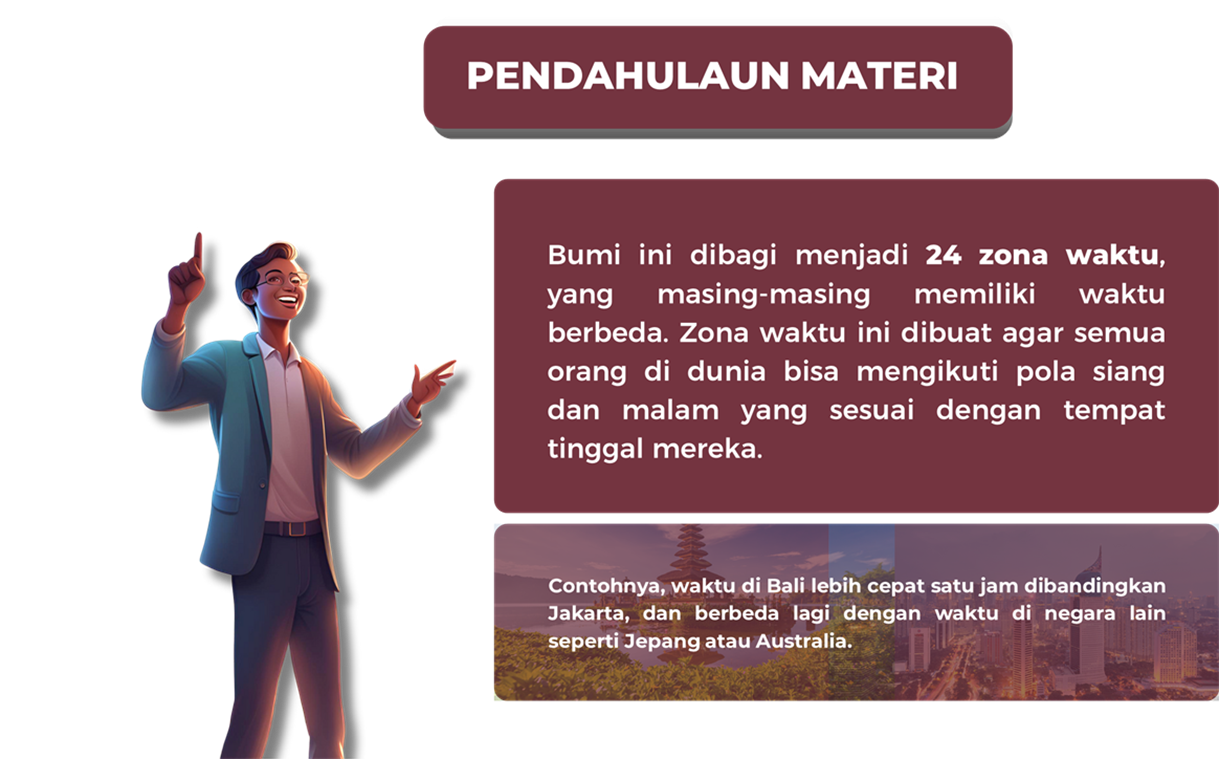 PENDAHULAUN MATERI
Bumi ini dibagi menjadi 24 zona waktu,
yang masing-masing memiliki waktu
berbeda. Zona waktu ini dibuat agar semua
orang di dunia bisa mengikuti pola siang
dan malam yang sesuai dengan tempat
tinggal mereka.
Contohnya, waktu di Bali lebih cepat satu jam dibandingkan
Jakarta, dan berbeda lagi dengan waktu di negara lain
seperti Jepang atau Australia.